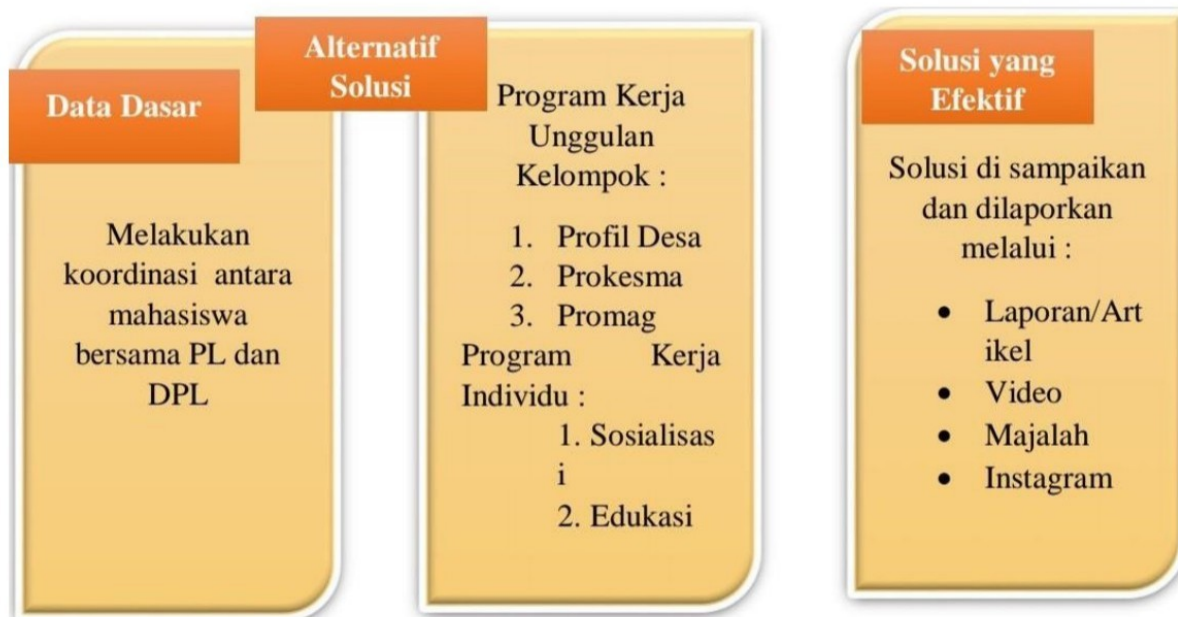 Data Dasar
Melakukan
koordinasi antara
mahasiswa
bersama PL dan
DPL
Alternatif
Solusi
Program Kerja
Unggulan
Kelompok :
1. Profil Desa
2. Prokesma
3. Promag
Program Kerja
Individu :
1. Sosialisas
i
2. Edukasi
Solusi yang
Efektif
Solusi di sampaikan
dan dilaporkan
melalui :
• Laporan/Art
ikel
• Video
• Majalah
• Instagram